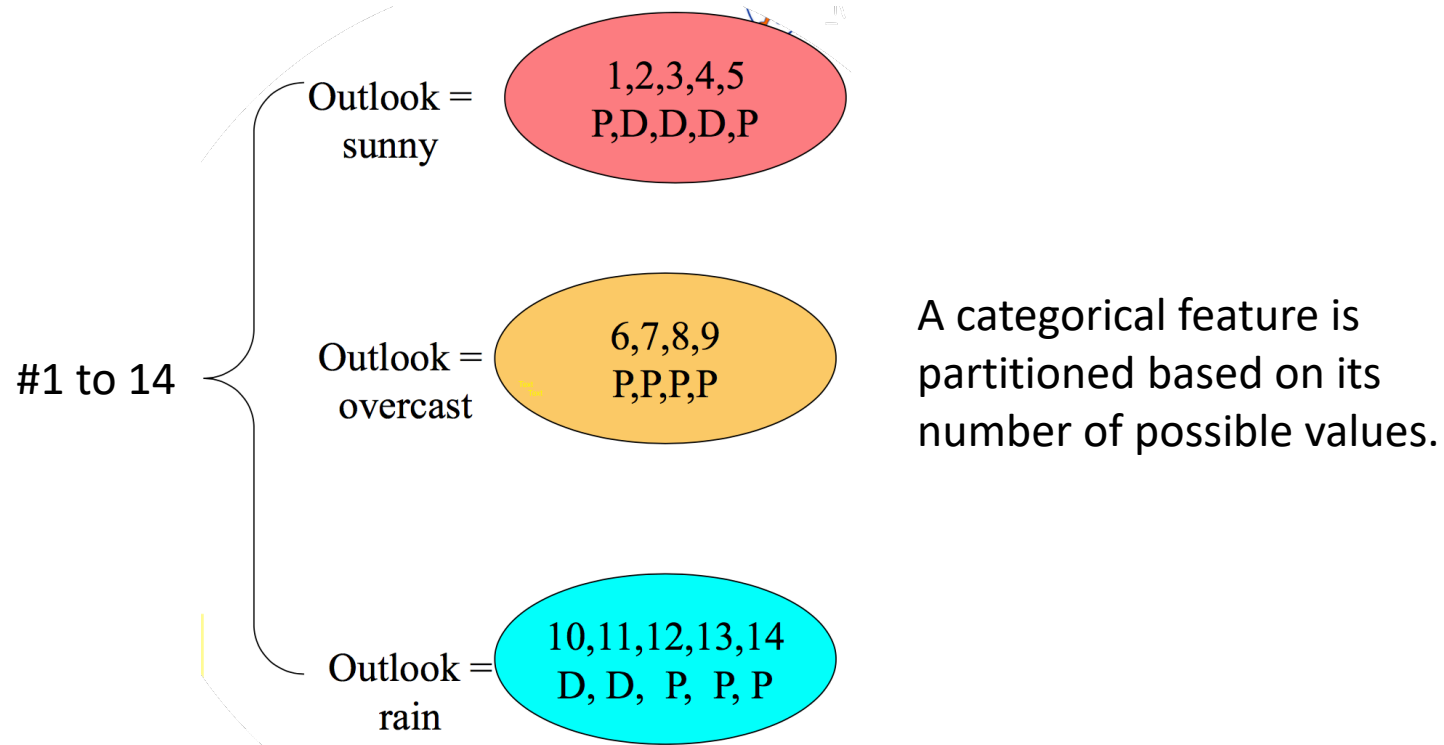 #1 to 14
Outlook =
sunny
1,2,3,4,5
P,D,D,D,P
Outlook =
overcast
6,7,8,9
P,P,P,P
Outlook =
rain
10,11,12,13,14
D, D, P, P, P
A categorical feature is
partitioned based on its
number of possible values.